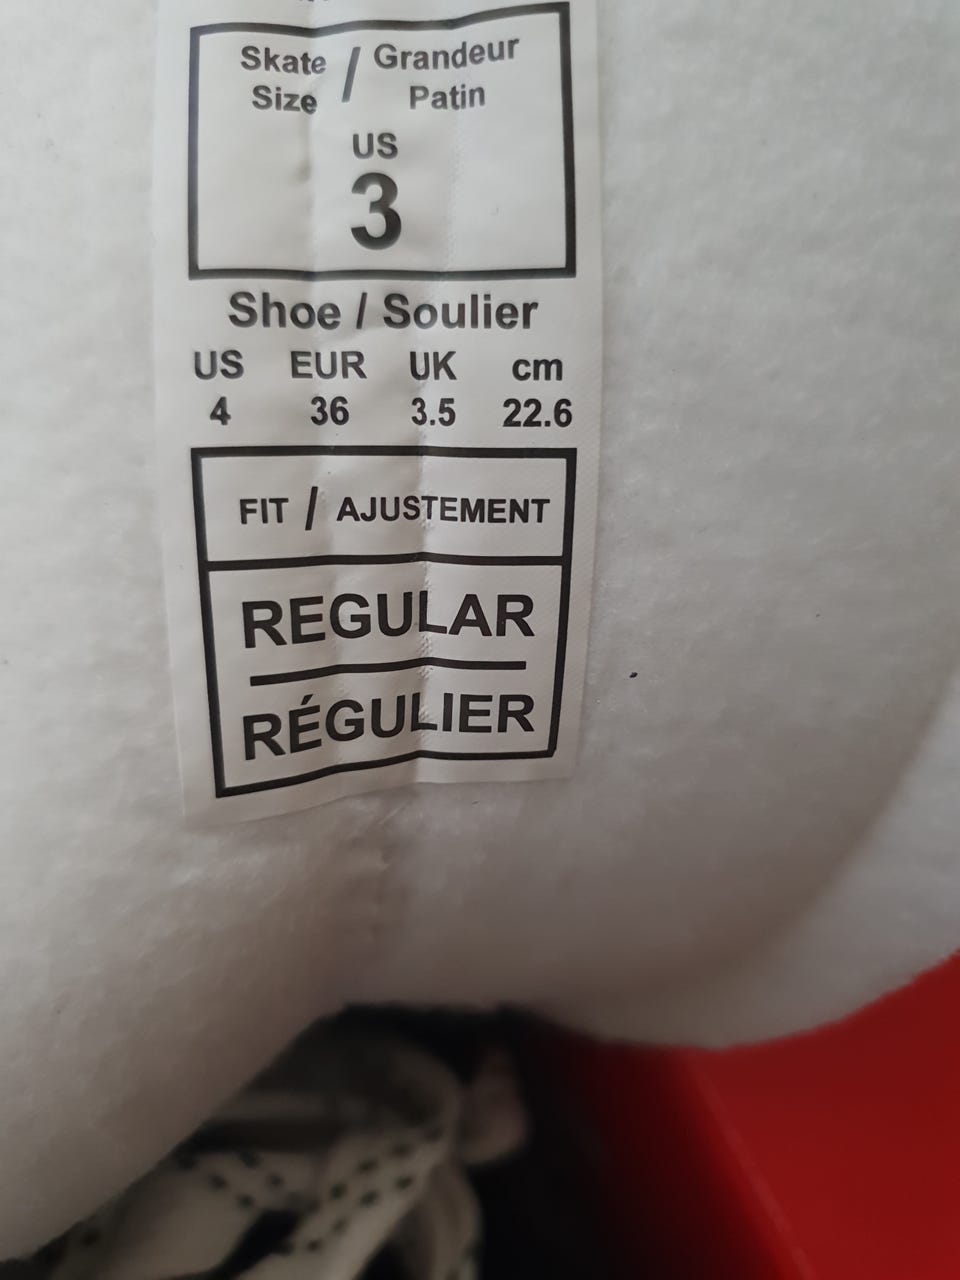 Skate / Grandeur
Size Patin
US
3
Shoe / Soulier
US EUR UK cm
4 36 3.5 22.6
FIT / AJUSTEMENT
REGULAR
RÉGULIER